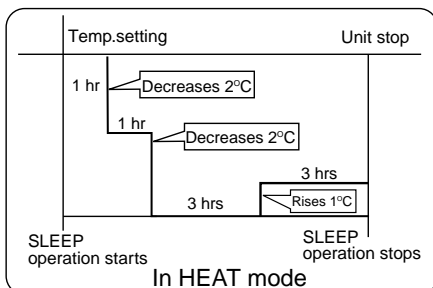 Temp.setting
Unit stop
1 hr
Decreases 2°C
1 hr
Decreases 2°C
3 hrs
3 hrs
Rises 1°C
SLEEP
operation starts
SLEEP
operation stops
In HEAT mode